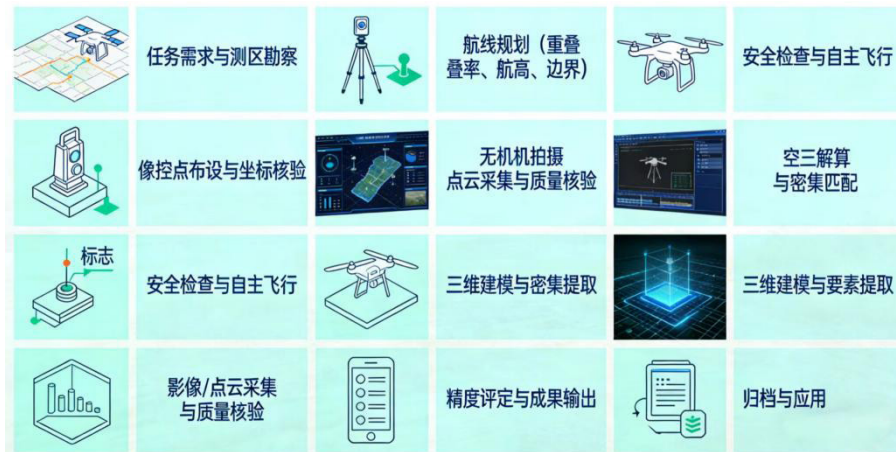 任务需求与测区勘察
航线规划（重叠
叠率、航高、边界）
安全检查与自主飞行
像控点布设与坐标核验
无机机拍摄
点云采集与质量核验
空三解算
与密集匹配
标志
安全检查与自主飞行
三维建模与密集提取
三维建模与要素提取
影像/点云采集
与质量核验
精度评定与成果输出
归档与应用